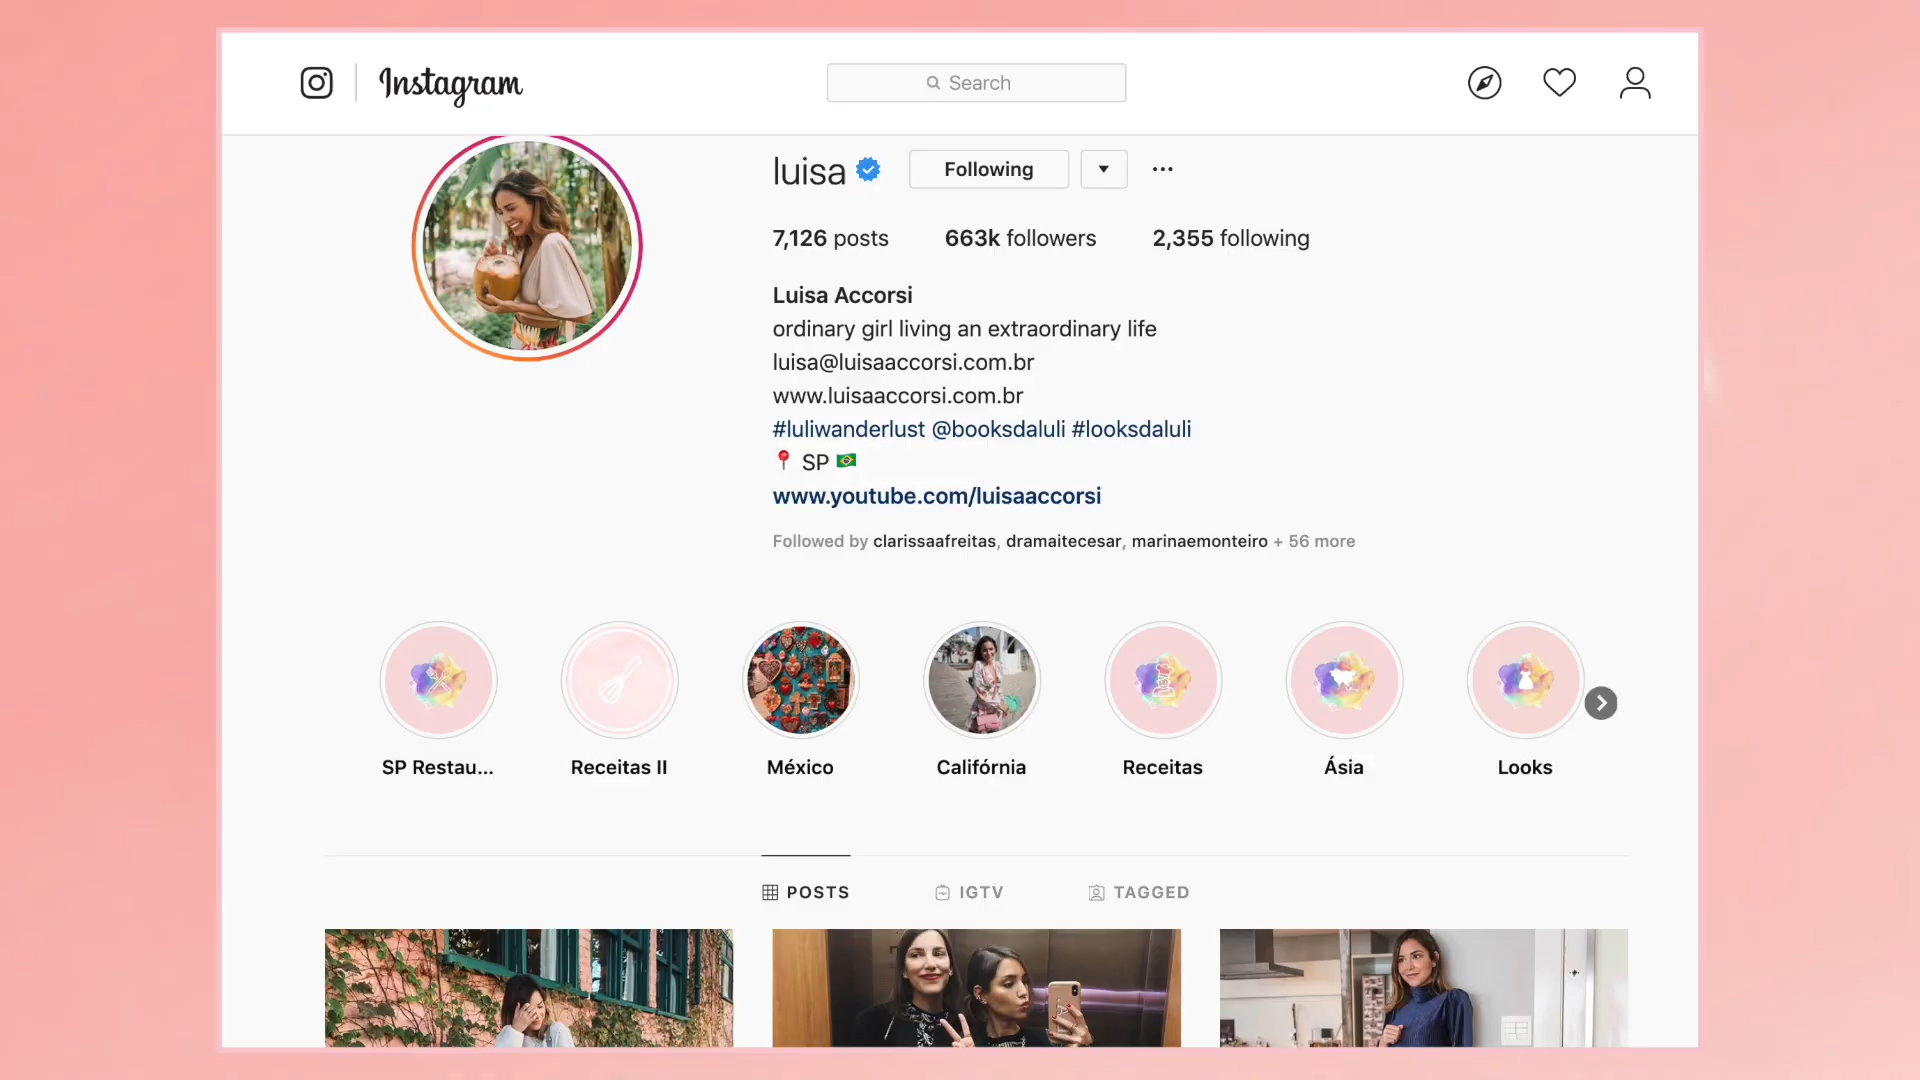 Instagram
Search
luisa Following
7,126 posts 663k followers 2,355 following
Luisa Accorsi
ordinary girl living an extraordinary life
luisa@luisaaccorsi.com.br
www.luisaaccorsi.com.br
#luliwanderlust @booksdaluli #looksdaluli
📍 SP 🇧🇷
www.youtube.com/luisaaccorsi
Followed by clarissaafreitas, dramaitecesar, marinaemonteiro + 56 more
SP Restau... Receitas II México Califórnia Receitas Ásia Looks
POSTS IGTV TAGGED